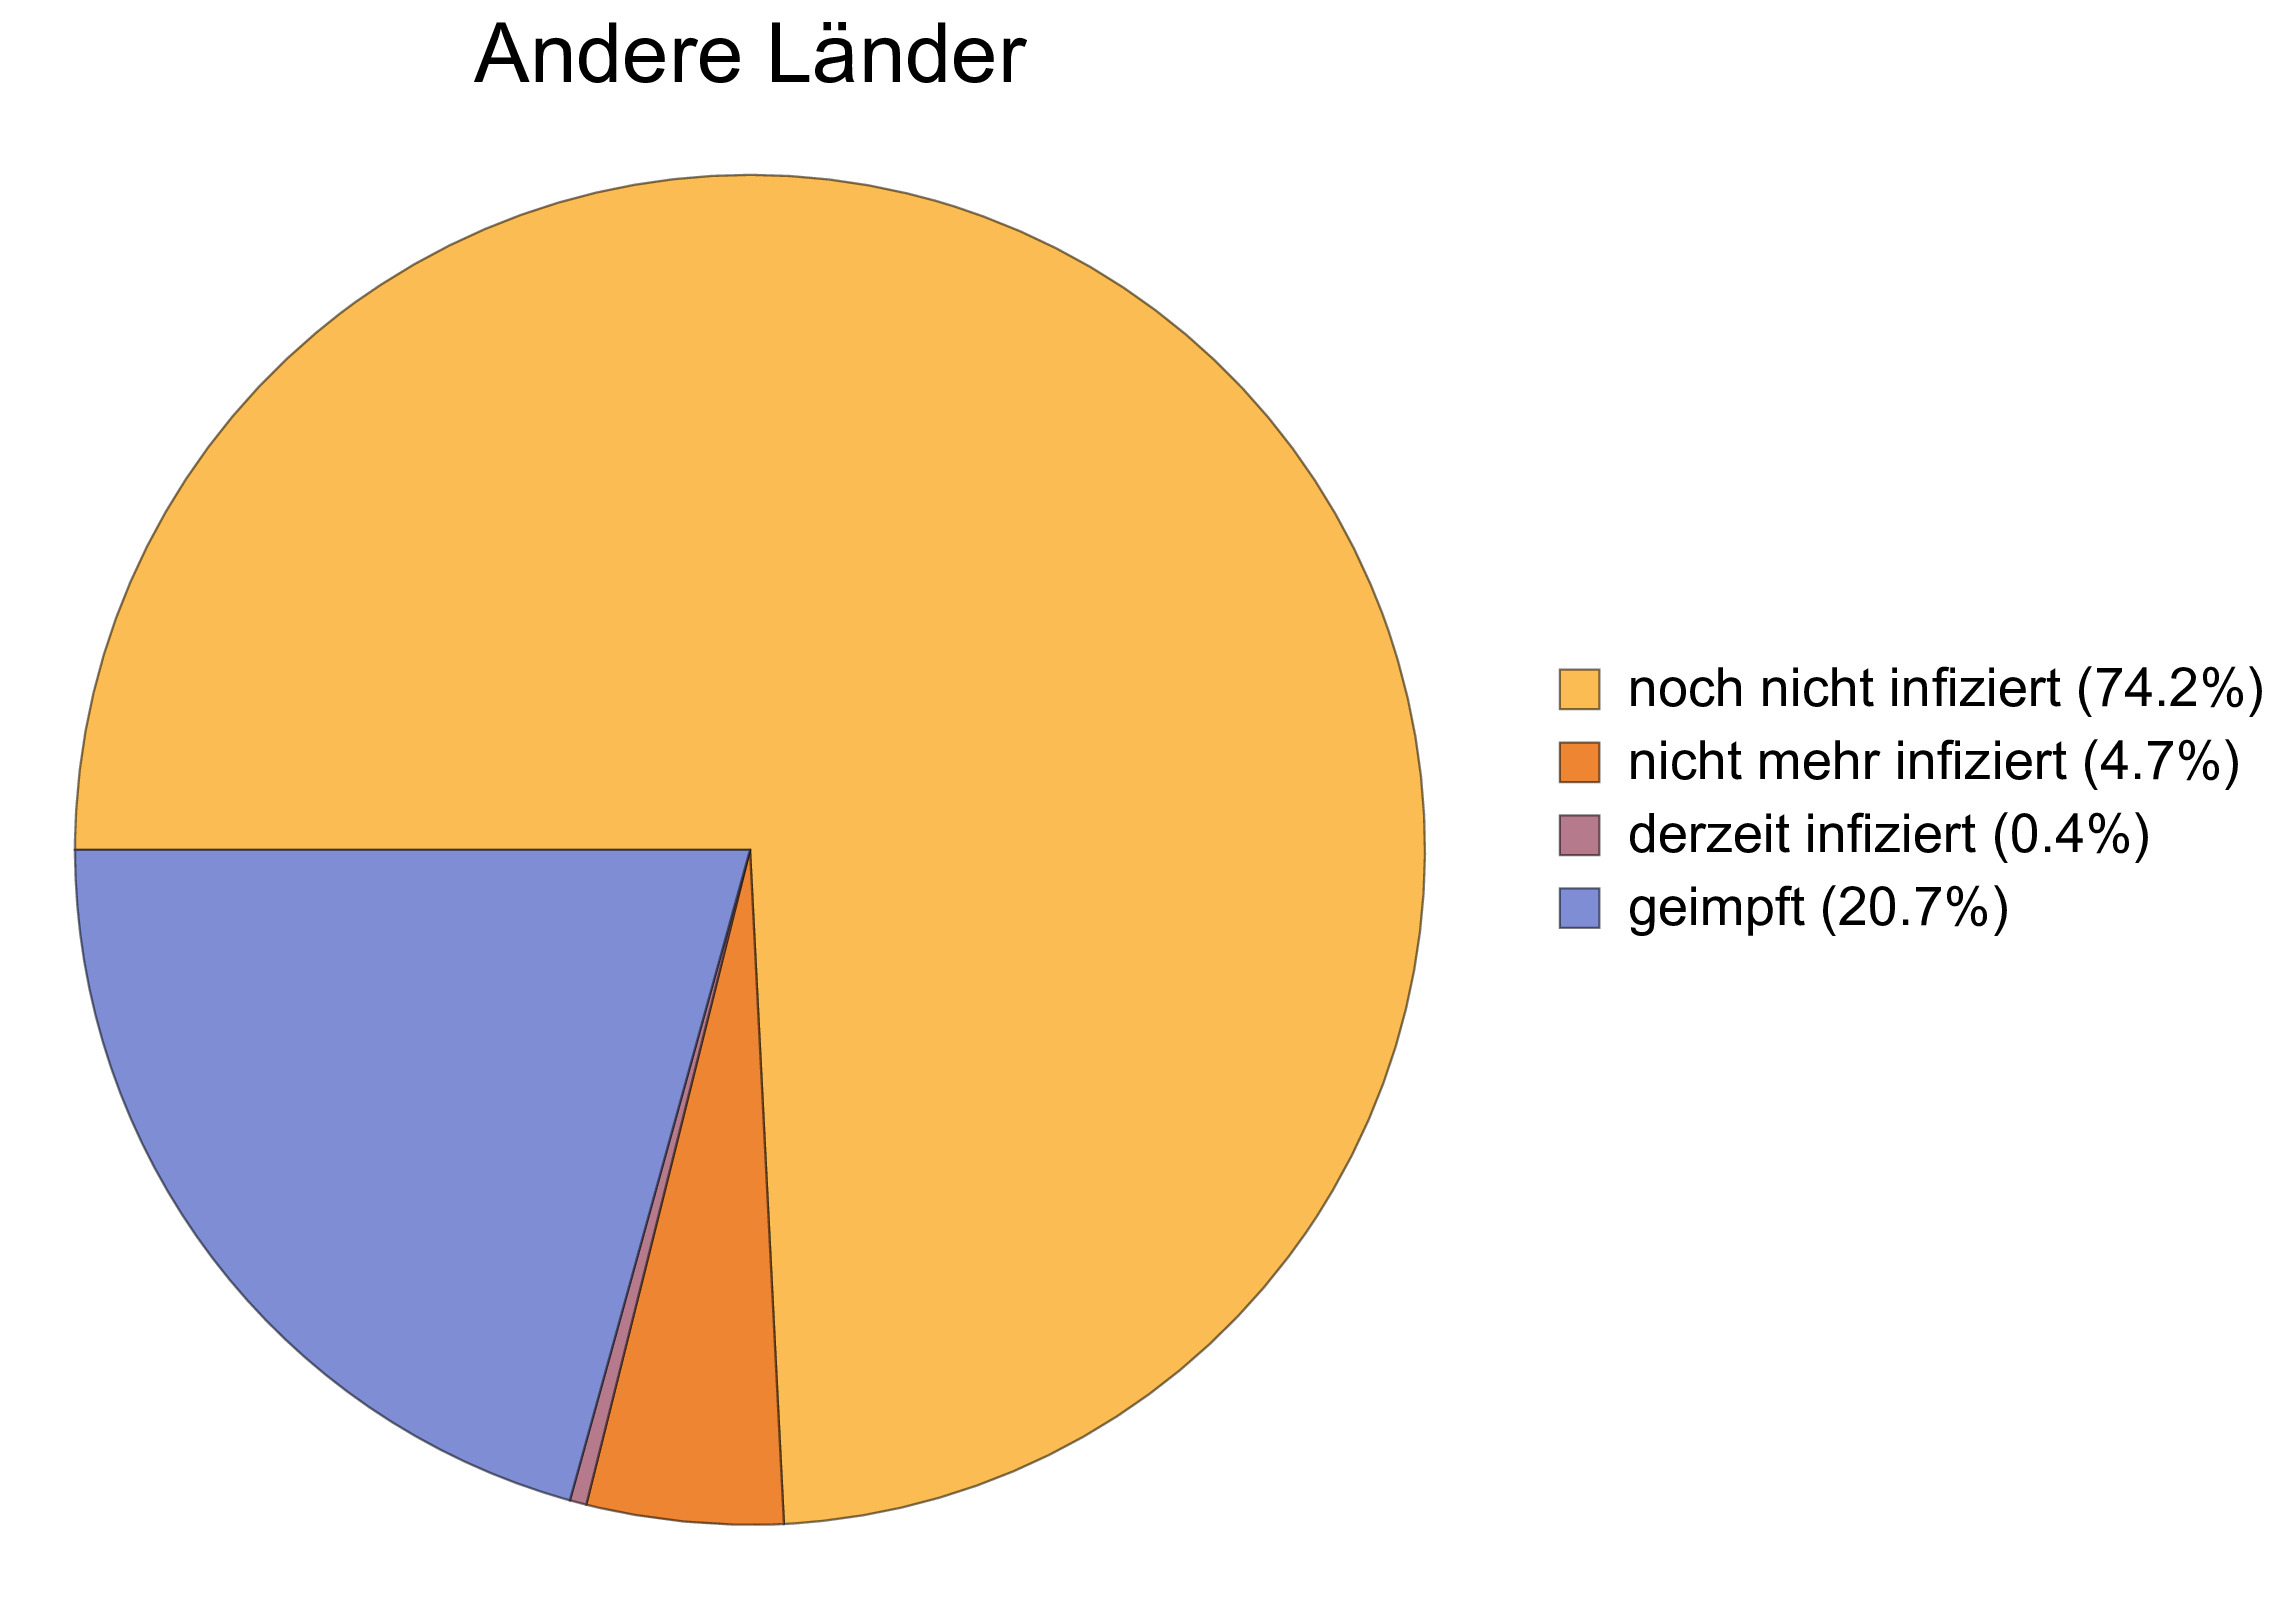 Andere Länder
noch nicht infiziert (74.2%)
nicht mehr infiziert (4.7%)
derzeit infiziert (0.4%)
geimpft (20.7%)